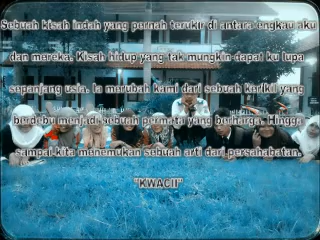 Sebuah kisah indah yang pernah terukir di antara engkau aku
dan mereka. Kisah hidup yang tak mungkin dapat ku lupa
sepanjang usia. Ia merubah kami dari sebuah kerikil yang
berdebu menjadi sebuah permata yang berharga. Hingga
sampai kita menemukan sebuah arti dari persahabatan.
"KWACII"